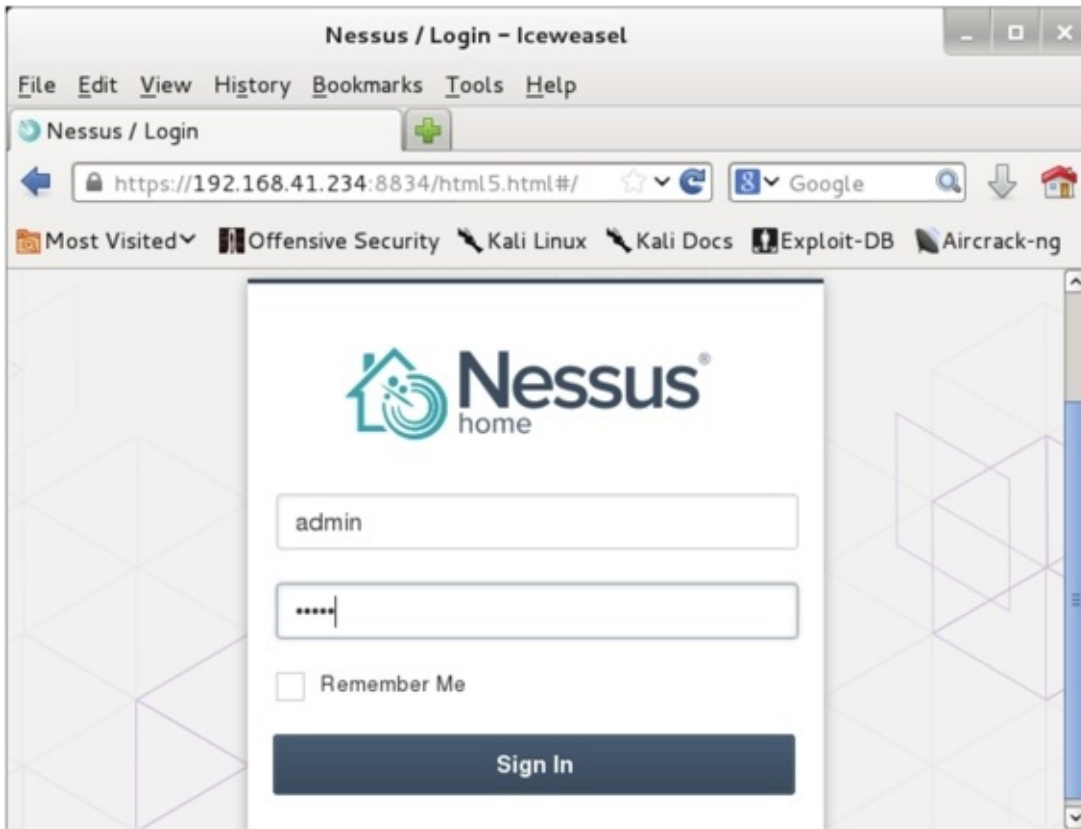 Nessus / Login – Iceweasel
File Edit View History Bookmarks Tools Help
Nessus / Login
https://192.168.41.234:8834/html5.html#/ 8 Google
Most Visited Offensive Security Kali Linux Kali Docs Exploit-DB Aircrack-ng
Nessus®
home
admin
•••••
Remember Me
Sign In